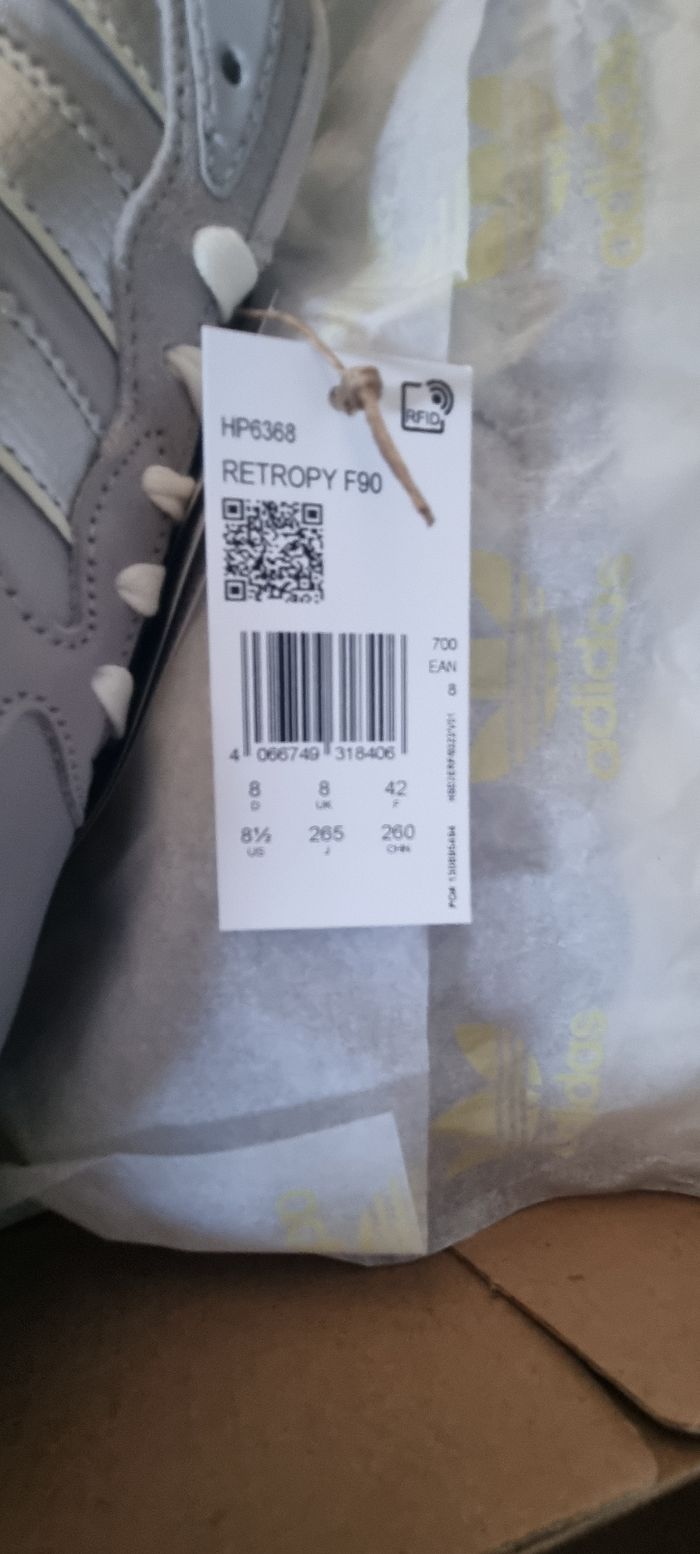 RFID
HP6368
RETROPY F90
700
EAN
8
4 066749 318406
8 8 42
D UK F
8½ 265 260
US J CHN
adidas
adidas
adidas